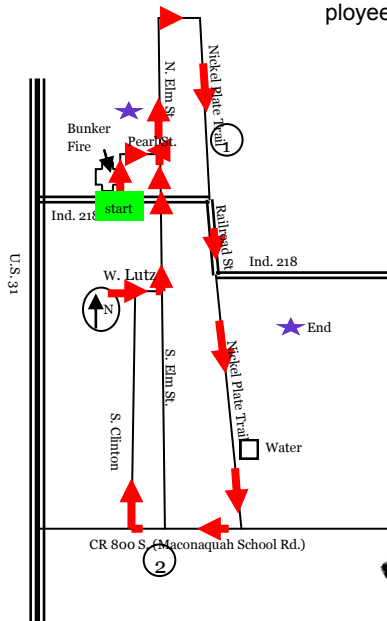 ployee
N. Elm St.
Nickel Plate Trail
Bunker
Fire
Pearl St.
1
start
Ind. 218
Railroad St
Ind. 218
U.S. 31
W. Lutz
N
End
S. Elm St.
Nickel Plate Trail
S. Clinton
Water
CR 800 S. (Maconaquah School Rd.)
2